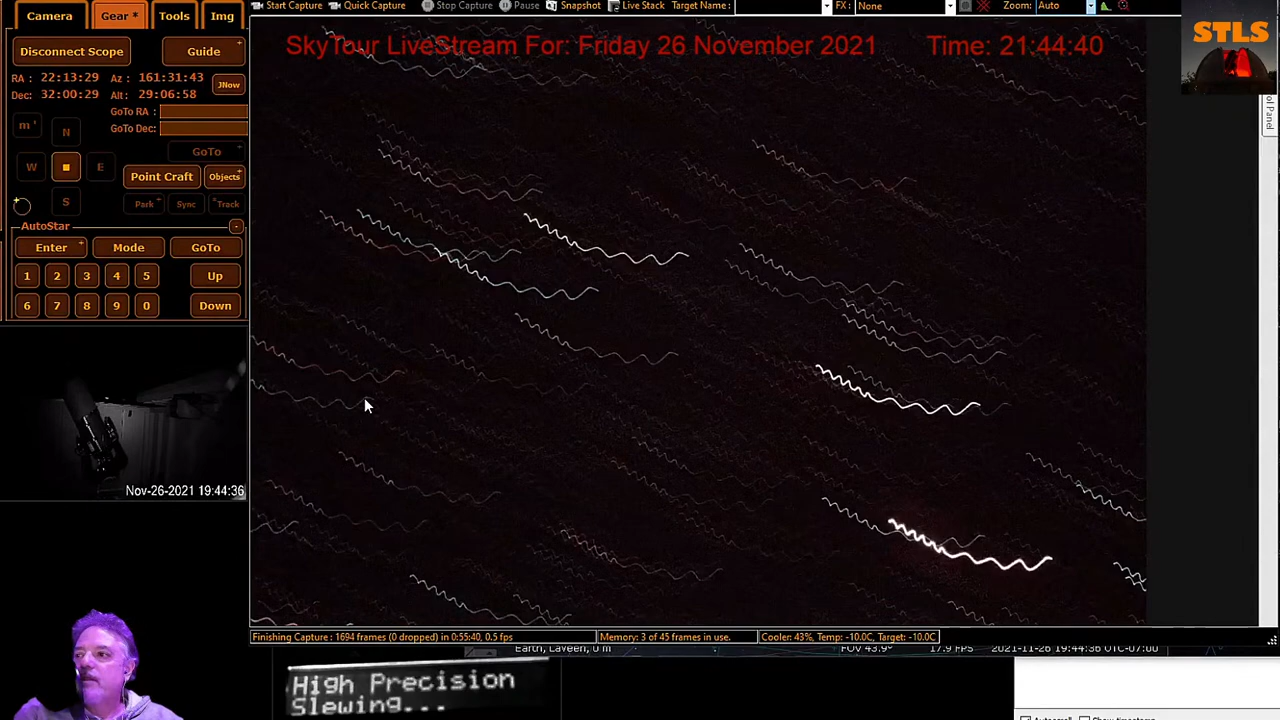 Camera Gear * Tools Img
Start Capture Quick Capture Stop Capture Pause Snapshot Live Stack Target Name : FX : None Zoom: Auto
SkyTour LiveStream For: Friday 26 November 2021 Time: 21:44:40
STLS
Disconnect Scope Guide
RA : 22:13:29 Az : 161:31:43
Dec: 32:00:29 Alt : 29:06:58
JNow
GoTo RA :
GoTo Dec:
m'
N
GoTo
W E
Point Craft Objects
S
Park Sync Track
AutoStar
Enter Mode GoTo
1 2 3 4 5 Up
6 7 8 9 0 Down
ol Panel
Nov-26-2021 19:44:36
Finishing Capture : 1694 frames (0 dropped) in 0:55:40, 0.5 fps Memory: 3 of 45 frames in use. Cooler: 43%, Temp: -10.0C, Target: -10.0C
Earth, Laveen, 0 m FOV 43.9° 17.9 FPS 2021-11-26 19:44:36 UTC-07:00
High Precision
Slewing...
Autoscroll Show timestamp